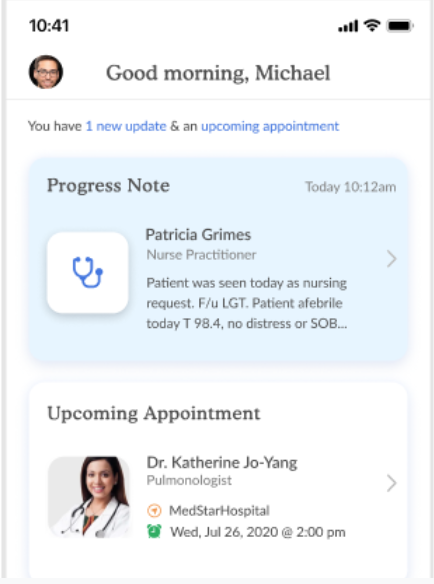 10:41
Good morning, Michael
You have 1 new update & an upcoming appointment
Progress Note
Today 10:12am
Patricia Grimes
Nurse Practitioner
Patient was seen today as nursing
request. F/u LGT. Patient afebrile
today T 98.4, no distress or SOB...
Upcoming Appointment
Dr. Katherine Jo-Yang
Pulmonologist
MedStarHospital
Wed, Jul 26, 2020 @ 2:00 pm